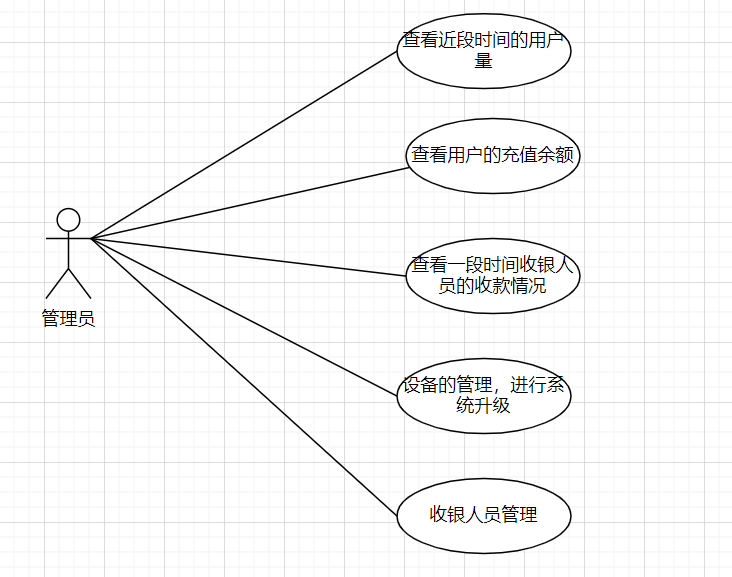 查看近段时间的用户
量
查看用户的充值余额
查看一段时间收银人
员的收款情况
管理员
设备的管理，进行系
统升级
收银人员管理